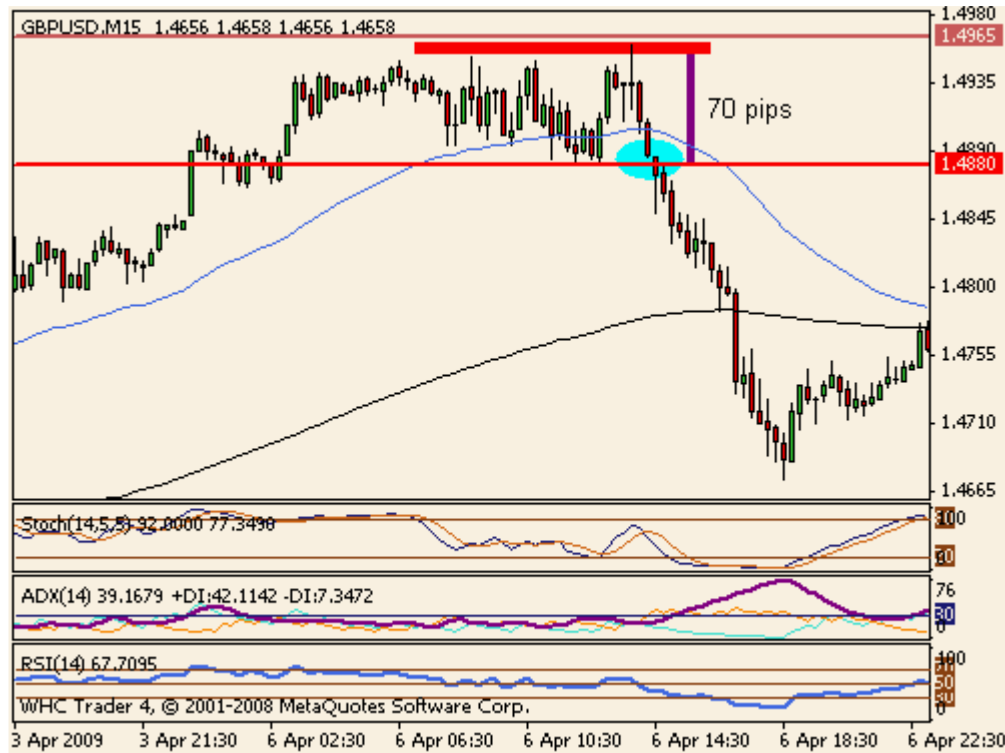 GBPUSD.M15 1.4656 1.4658 1.4656 1.4658
1.4980
1.4965
1.4935
70 pips
1.4890
1.4880
1.4845
1.4800
1.4755
1.4710
1.4665
Stoch(14,5,5) 92.0000 77.3498
ADX(14) 39.1679 +DI:42.1142 -DI:7.3472
76
30
0
RSI(14) 67.7095
100
50
30
0
WHC Trader 4, © 2001-2008 MetaQuotes Software Corp.
3 Apr 2009 3 Apr 21:30 6 Apr 02:30 6 Apr 06:30 6 Apr 10:30 6 Apr 14:30 6 Apr 18:30 6 Apr 22:30